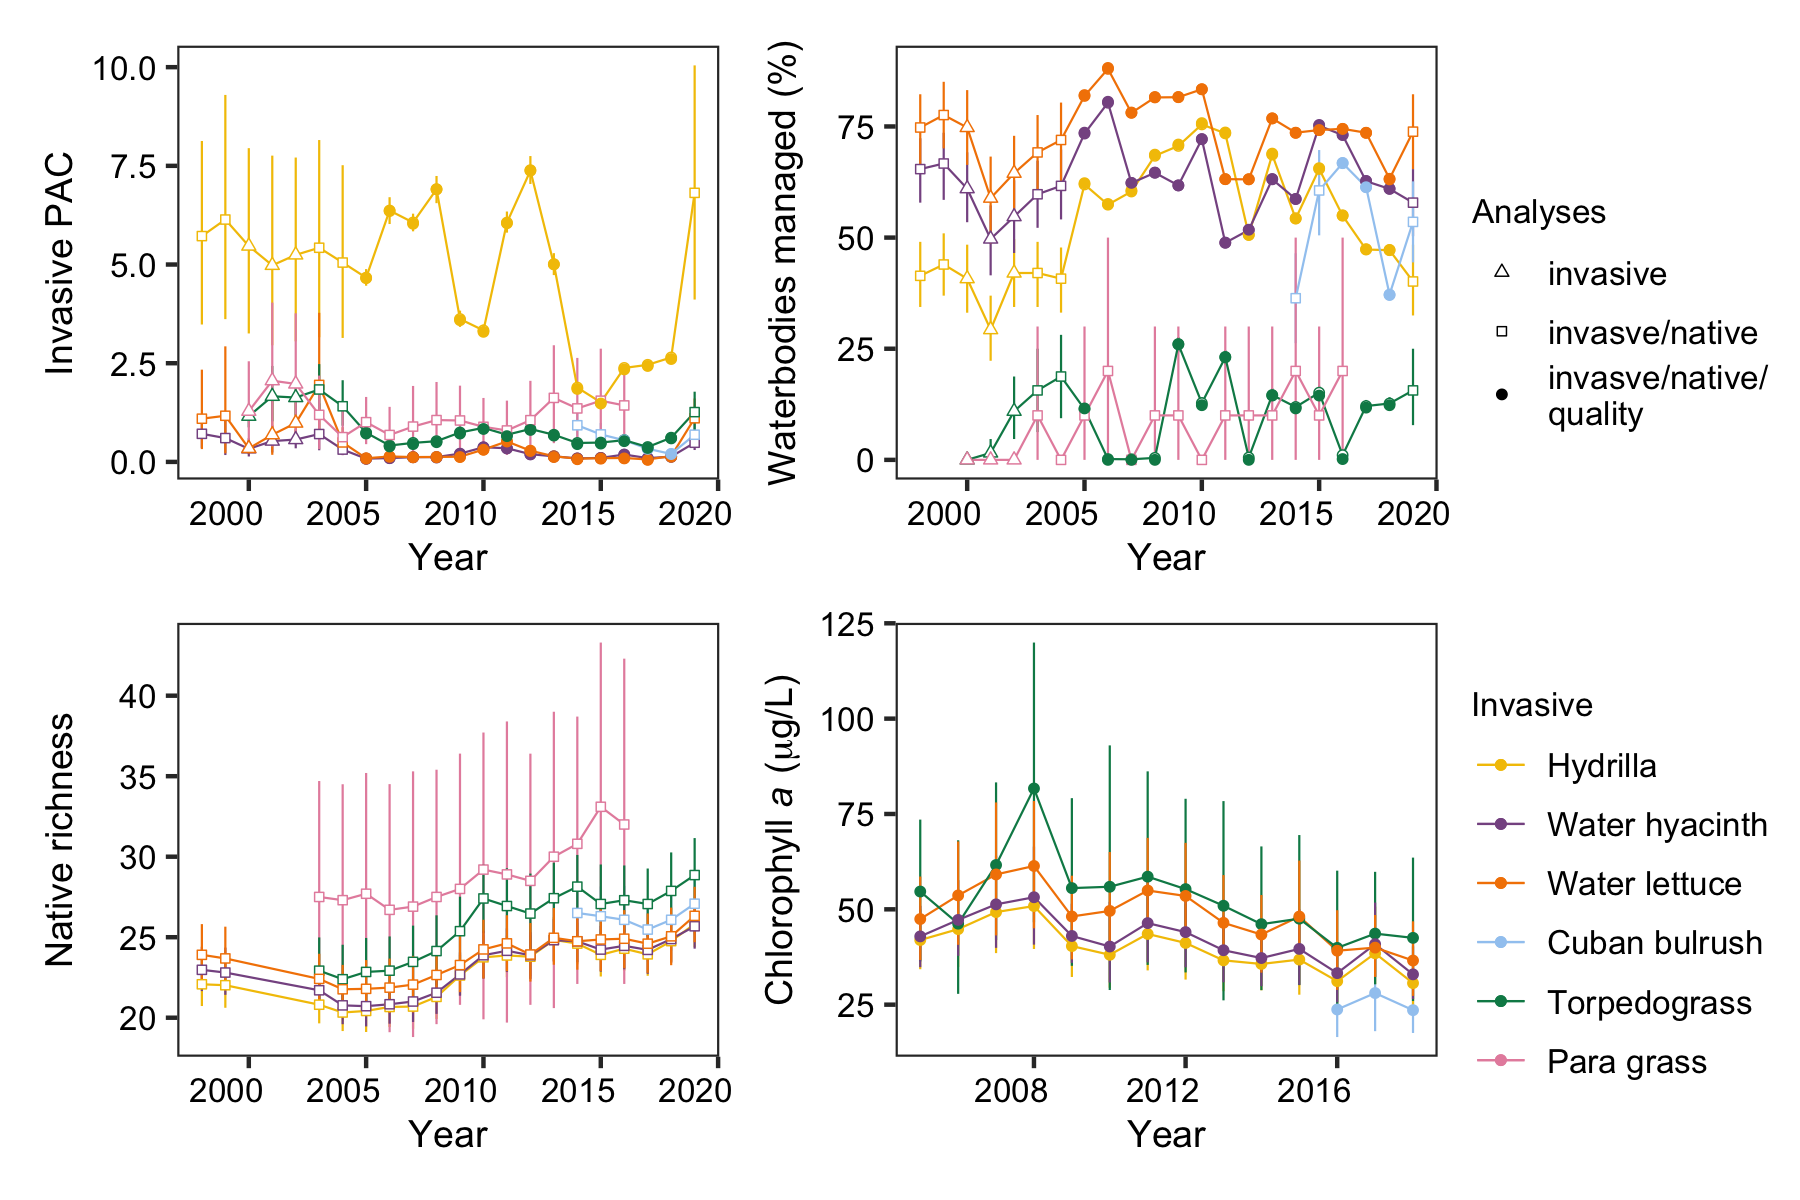 Invasive PAC
10.0
7.5
5.0
2.5
0.0
2000 2005 2010 2015 2020
Year
Waterbodies managed (%)
75
50
25
0
2000 2005 2010 2015 2020
Year
Analyses
invasive
invasve/native
invasve/native/
quality
Native richness
40
35
30
25
20
2000 2005 2010 2015 2020
Year
Chlorophyll a (μg/L)
125
100
75
50
25
2008 2012 2016
Year
Invasive
Hydrilla
Water hyacinth
Water lettuce
Cuban bulrush
Torpedograss
Para grass